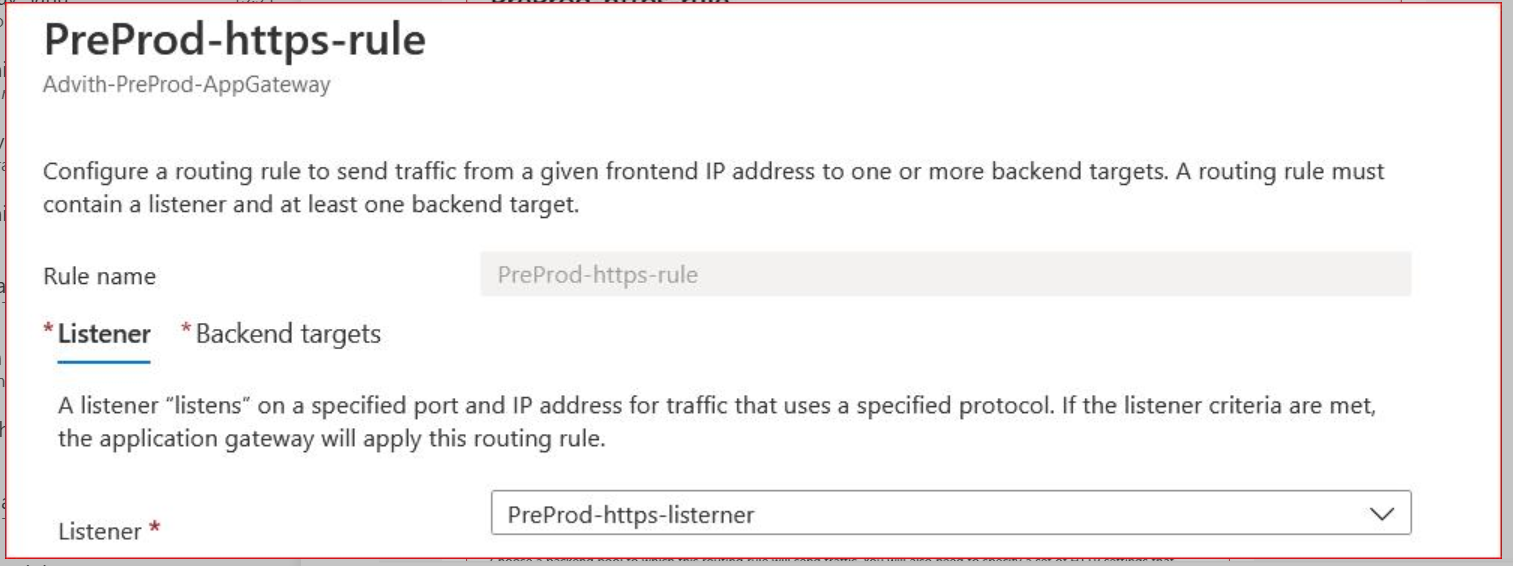 PreProd-https-rule
Advith-PreProd-AppGateway
Configure a routing rule to send traffic from a given frontend IP address to one or more backend targets. A routing rule must
contain a listener and at least one backend target.
Rule name
PreProd-https-rule
*Listener *Backend targets
A listener “listens” on a specified port and IP address for traffic that uses a specified protocol. If the listener criteria are met,
the application gateway will apply this routing rule.
Listener *
PreProd-https-listerner